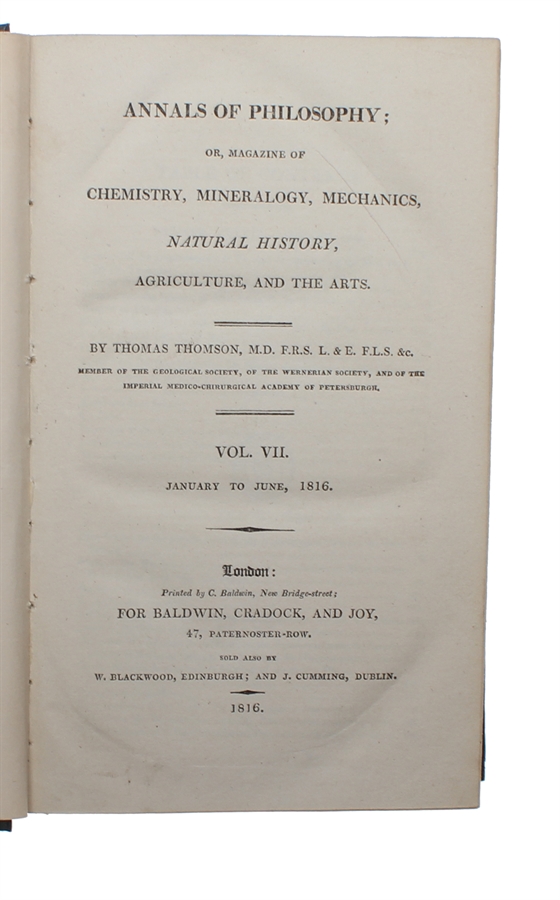 ANNALS OF PHILOSOPHY;
OR, MAGAZINE OF
CHEMISTRY, MINERALOGY, MECHANICS,
NATURAL HISTORY,
AGRICULTURE, AND THE ARTS.
BY THOMAS THOMSON, M.D. F.R.S. L. & E. F.L.S. &c.
MEMBER OF THE GEOLOGICAL SOCIETY, OF THE WERNERIAN SOCIETY, AND OF THE
IMPERIAL MEDICO-CHIRURGICAL ACADEMY OF PETERSBURGH.
VOL. VII.
JANUARY TO JUNE, 1816.
London:
Printed by C. Baldwin, New Bridge-street;
FOR BALDWIN, CRADOCK, AND JOY,
47, PATERNOSTER-ROW.
SOLD ALSO BY
W. BLACKWOOD, EDINBURGH; AND J. CUMMING, DUBLIN.
1816.